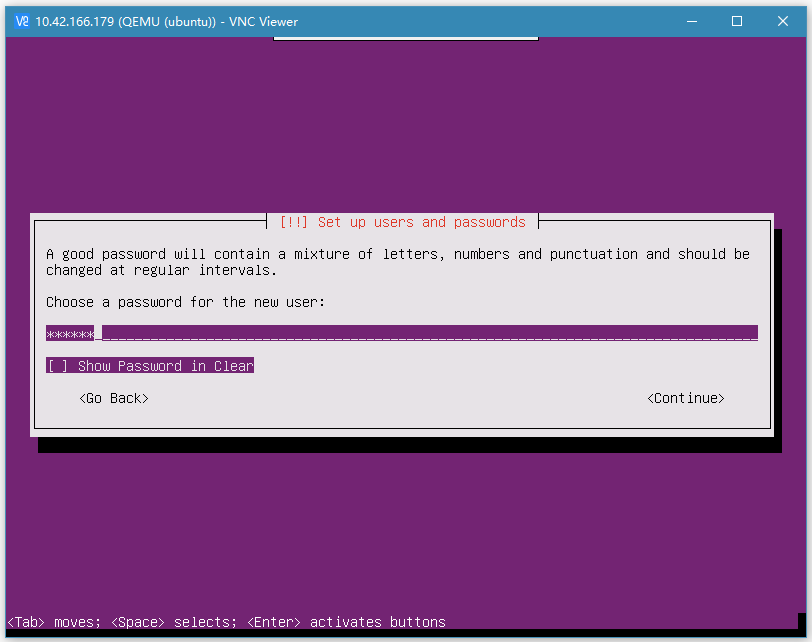 10.42.166.179 (QEMU (ubuntu)) - VNC Viewer
[!!] Set up users and passwords
A good password will contain a mixture of letters, numbers and punctuation and should be
changed at regular intervals.
Choose a password for the new user:
******
[ ] Show Password in Clear
<Go Back> <Continue>
<Tab> moves; <Space> selects; <Enter> activates buttons